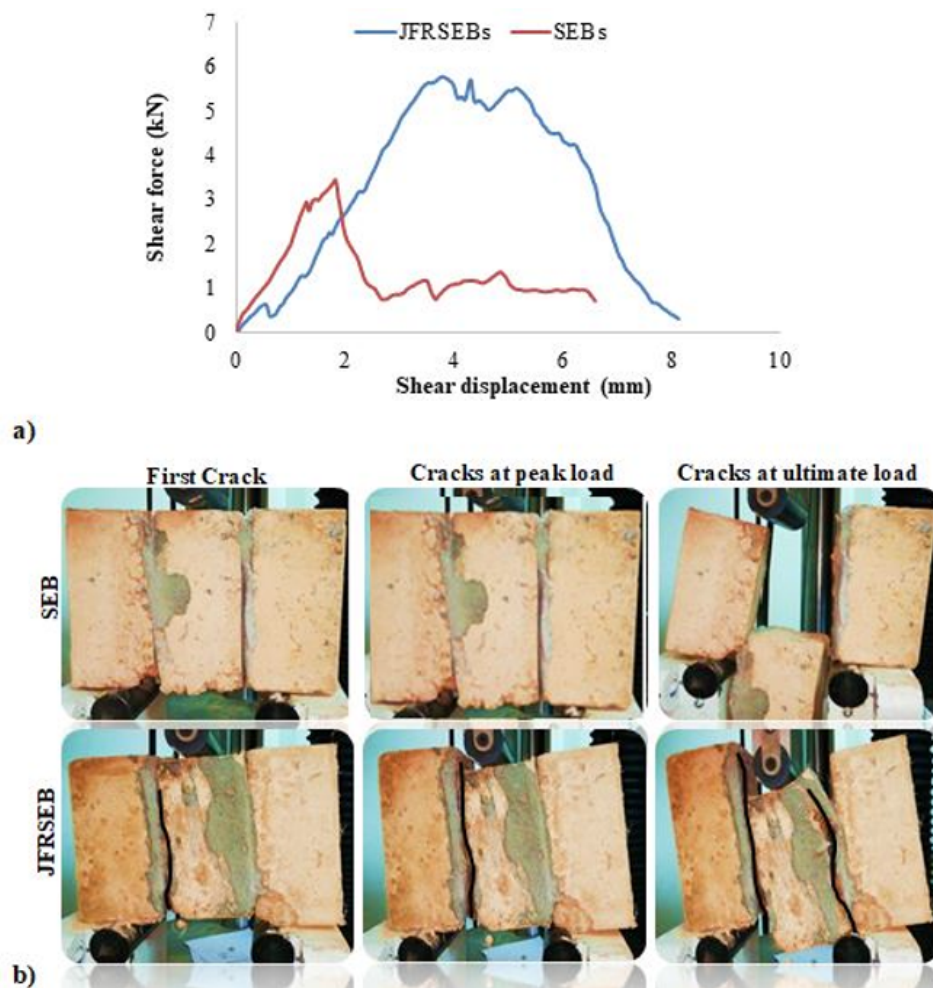 7
6
5
4
3
2
1
0
JFRSEBs SEBs
Shear force (kN)
0 2 4 6 8 10
Shear displacement (mm)
a)
First Crack Cracks at peak load Cracks at ultimate load
SEB
JFRSEB
b)